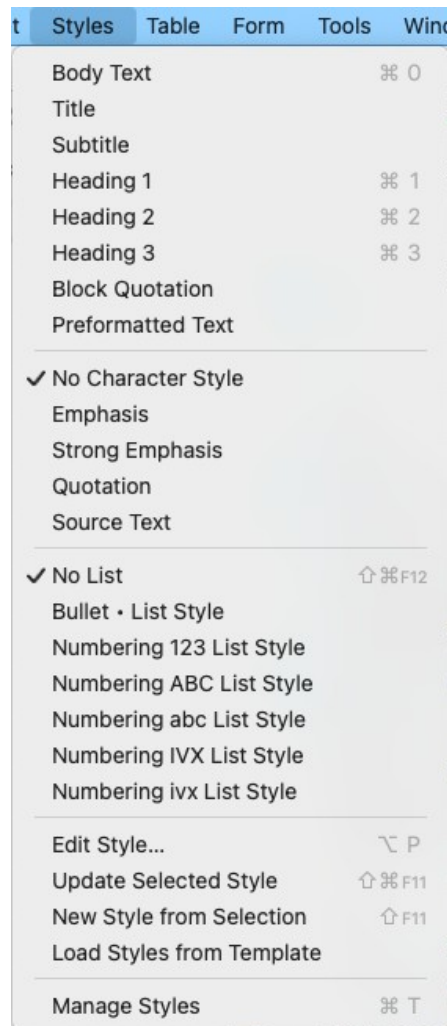 t Styles Table Form Tools Wind
Body Text ⌘ 0
Title
Subtitle
Heading 1 ⌘ 1
Heading 2 ⌘ 2
Heading 3 ⌘ 3
Block Quotation
Preformatted Text
✓ No Character Style
Emphasis
Strong Emphasis
Quotation
Source Text
✓ No List ⇧⌘F12
Bullet • List Style
Numbering 123 List Style
Numbering ABC List Style
Numbering abc List Style
Numbering IVX List Style
Numbering ivx List Style
Edit Style... ⌥ P
Update Selected Style ⇧⌘F11
New Style from Selection ⇧F11
Load Styles from Template
Manage Styles ⌘ T